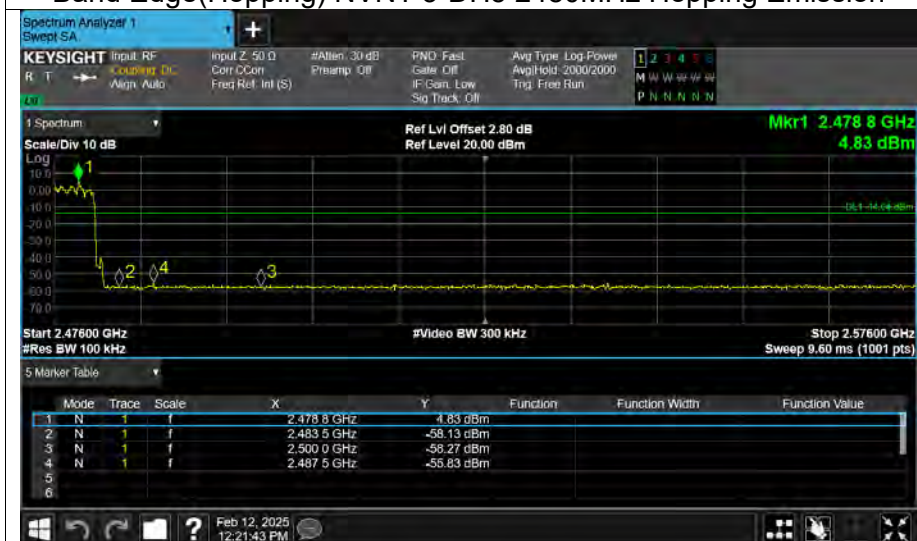 Band Edge(Hopping) NVNT 3-DH5 2480MHz Hopping Emission
Spectrum Analyzer 1
Swept SA
+
KEYSIGHT Input: RF Input Z: 50 Ω #Atten: 30 dB PNO: Fast Avg Type: Log-Power 1 2 3 4 5 6
R T Coupling: DC Corr CCorr Preamp: Off Gate: Off Avg|Hold: 2000/2000 M W W W W W
Align: Auto Freq Ref: Int (S) IF Gain: Low Trig: Free Run
Sig Track: Off P N N N N N
1 Spectrum
Scale/Div 10 dB
Ref Lvl Offset 2.80 dB
Ref Level 20.00 dBm
Mkr1 2.478 8 GHz
4.83 dBm
Log
10.0
0.00
-10.0
-20.0
-30.0
-40.0
-50.0
-60.0
-70.0
1
2
4
3
DL1 -14.04 dBm
Start 2.47600 GHz #Video BW 300 kHz Stop 2.57600 GHz
#Res BW 100 kHz Sweep 9.60 ms (1001 pts)
5 Marker Table
Mode Trace Scale X Y Function Function Width Function Value
1 N 1 f 2.478 8 GHz 4.83 dBm
2 N 1 f 2.483 5 GHz -58.13 dBm
3 N 1 f 2.500 0 GHz -58.27 dBm
4 N 1 f 2.487 5 GHz -55.83 dBm
5
6
? Feb 12, 2025
12:21:43 PM